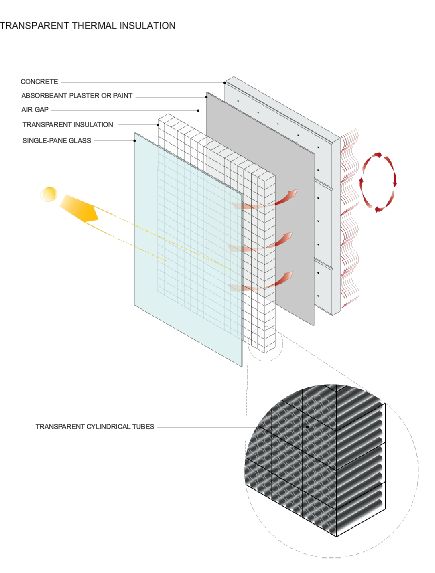 TRANSPARENT THERMAL INSULATION
CONCRETE
ABSORBEANT PLASTER OR PAINT
AIR GAP
TRANSPARENT INSULATION
SINGLE-PANE GLASS
TRANSPARENT CYLINDRICAL TUBES